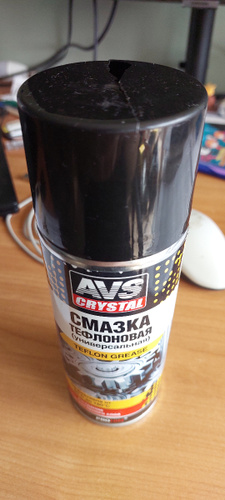 AVS
CRYSTAL
СМАЗКА
ТЕФЛОНОВАЯ
(универсальная)
TEFLON GREASE